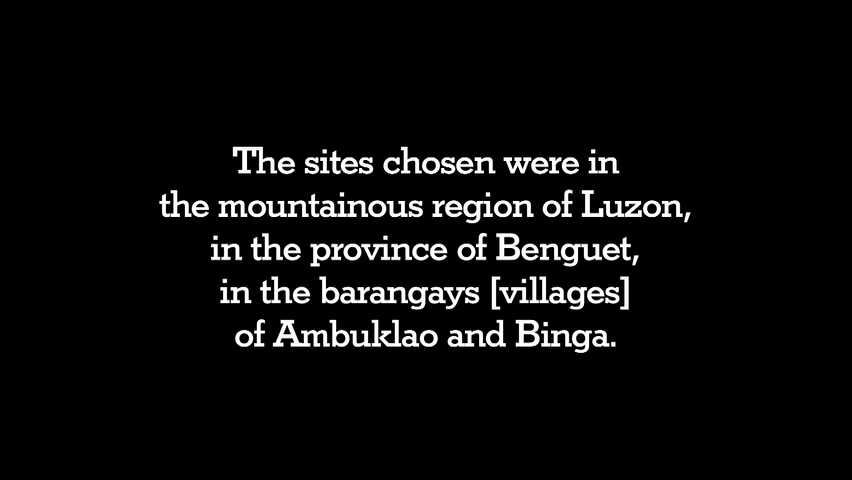 The sites chosen were in
the mountainous region of Luzon,
in the province of Benguet,
in the barangays [villages]
of Ambuklao and Binga.